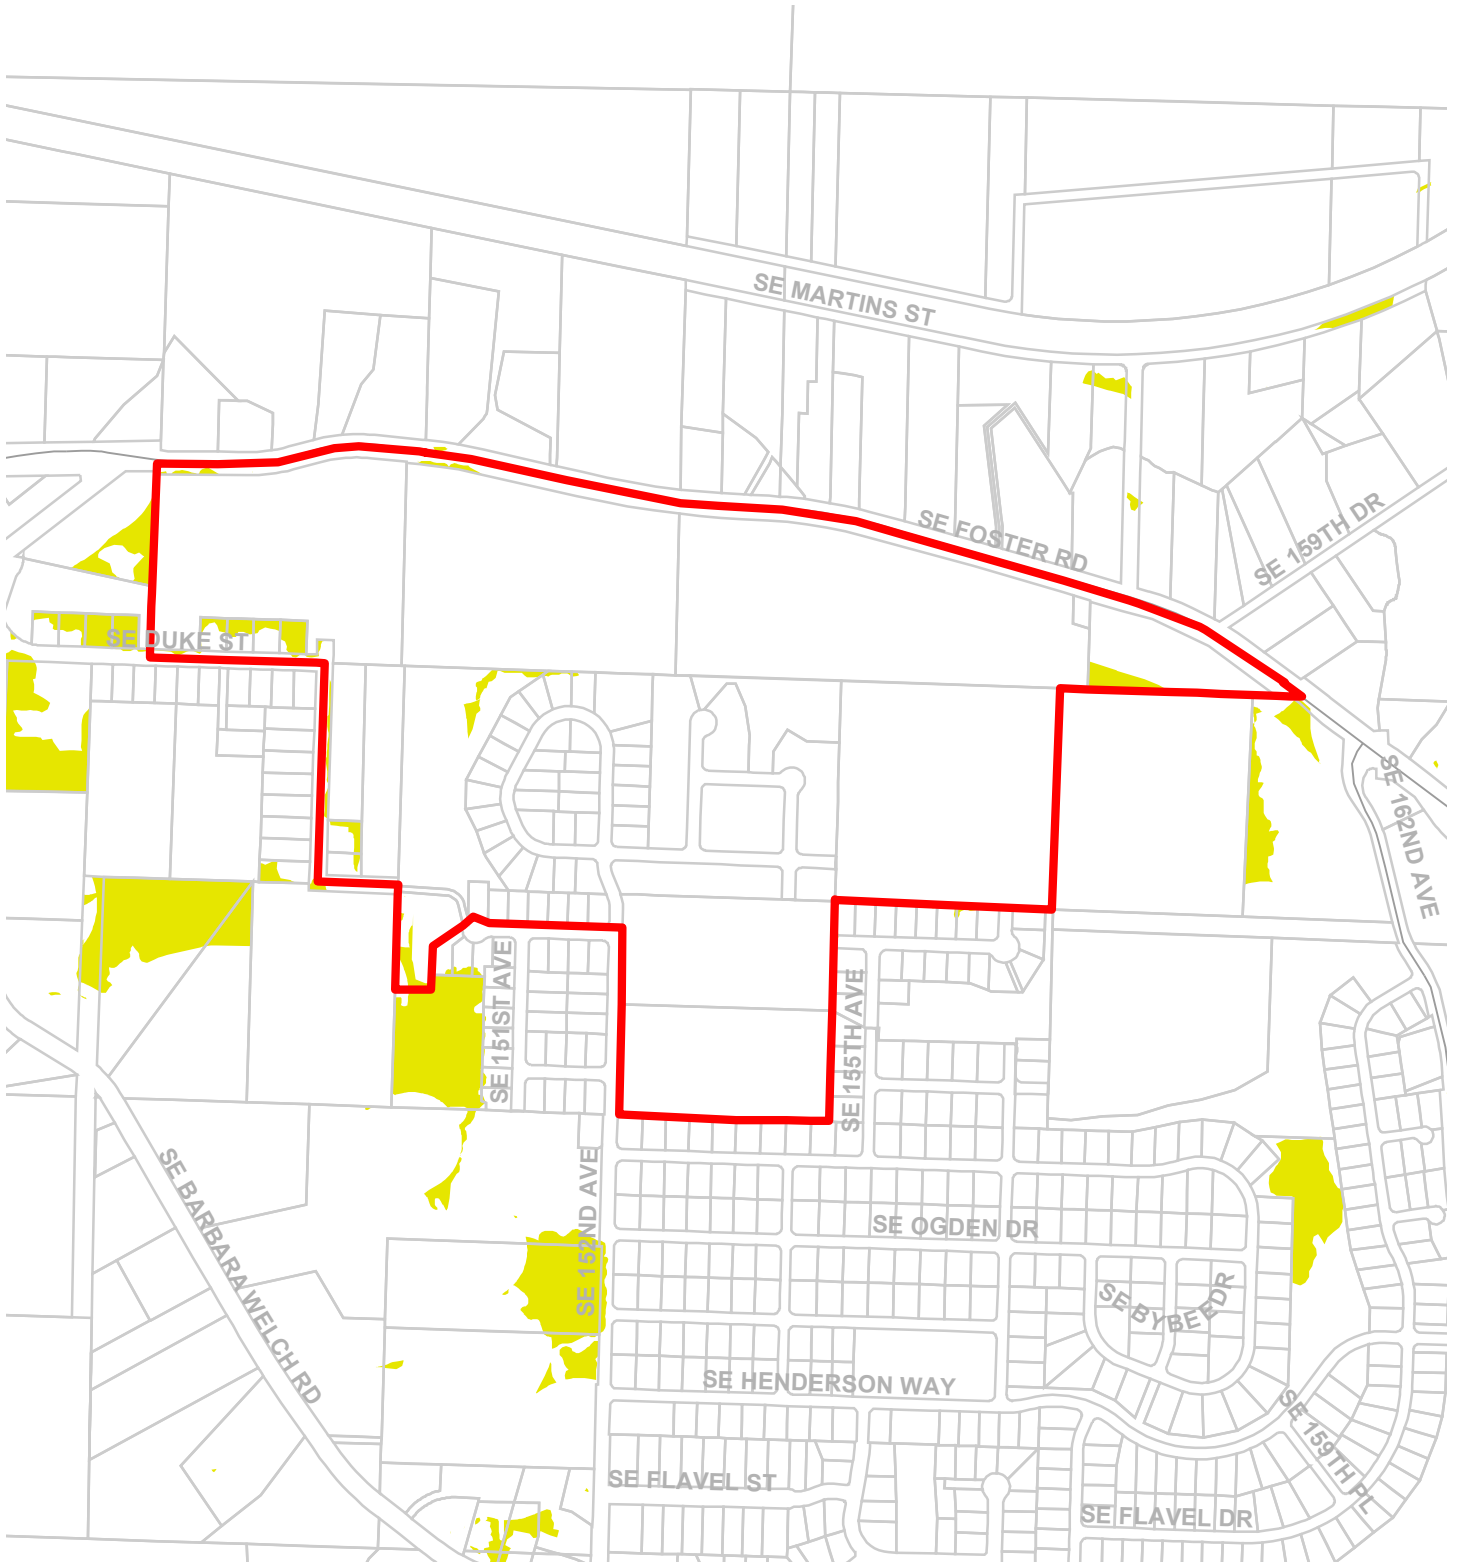 SE MARTINS ST
SE FOSTER RD
SE 159TH DR
SE DUKE ST
SE 162ND AVE
SE 151ST AVE
SE 155TH AVE
SE BARBARA WELCH RD
SE 152ND AVE
SE OGDEN DR
SE BYBEE DR
SE HENDERSON WAY
SE 159TH PL
SE FLAVEL ST
SE FLAVEL DR